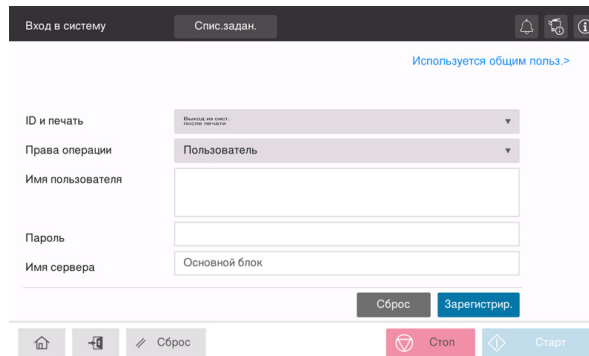 Вход в систему
Спис.задан.
Используется общим польз.>
ID и печать
Выход из сист.
после печати
Права операции
Пользователь
Имя пользователя
Пароль
Имя сервера
Основной блок
Сброс
Зарегистрир.
Сброс
Стоп
Старт